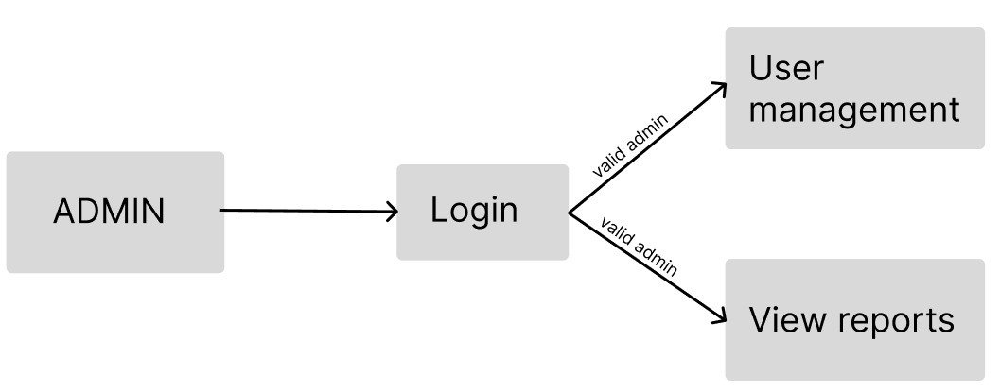 ADMIN
Login
valid admin
User
management
valid admin
View reports